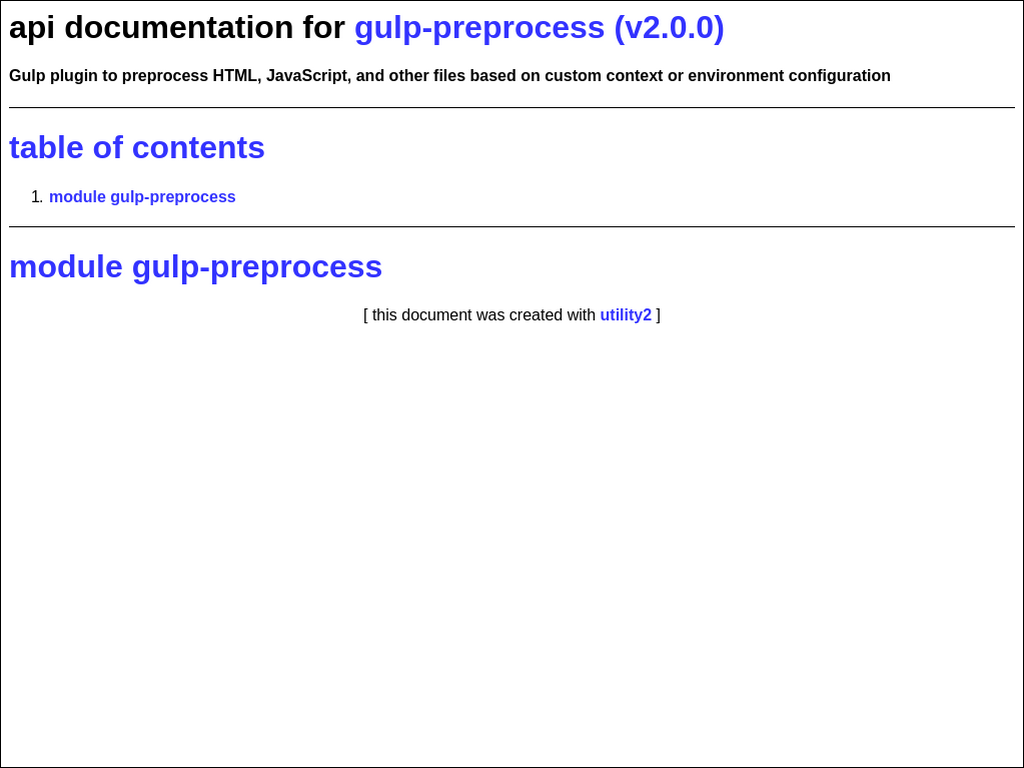 api documentation for gulp-preprocess (v2.0.0)
Gulp plugin to preprocess HTML, JavaScript, and other files based on custom context or environment configuration
table of contents
1. module gulp-preprocess
module gulp-preprocess
[ this document was created with utility2 ]